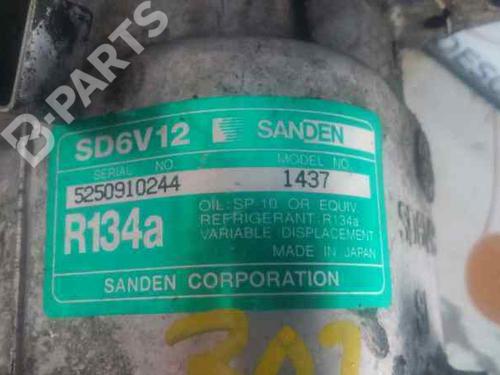 B-PARTS
SD6V12 SANDEN
SERIAL NO. MODEL NO.
5250910244 1437
R134a
OIL: SP-10 OR EQUIV.
REFRIGERANT: R134a
VARIABLE DISPLACEMENT
MADE IN JAPAN
SANDEN CORPORATION
301